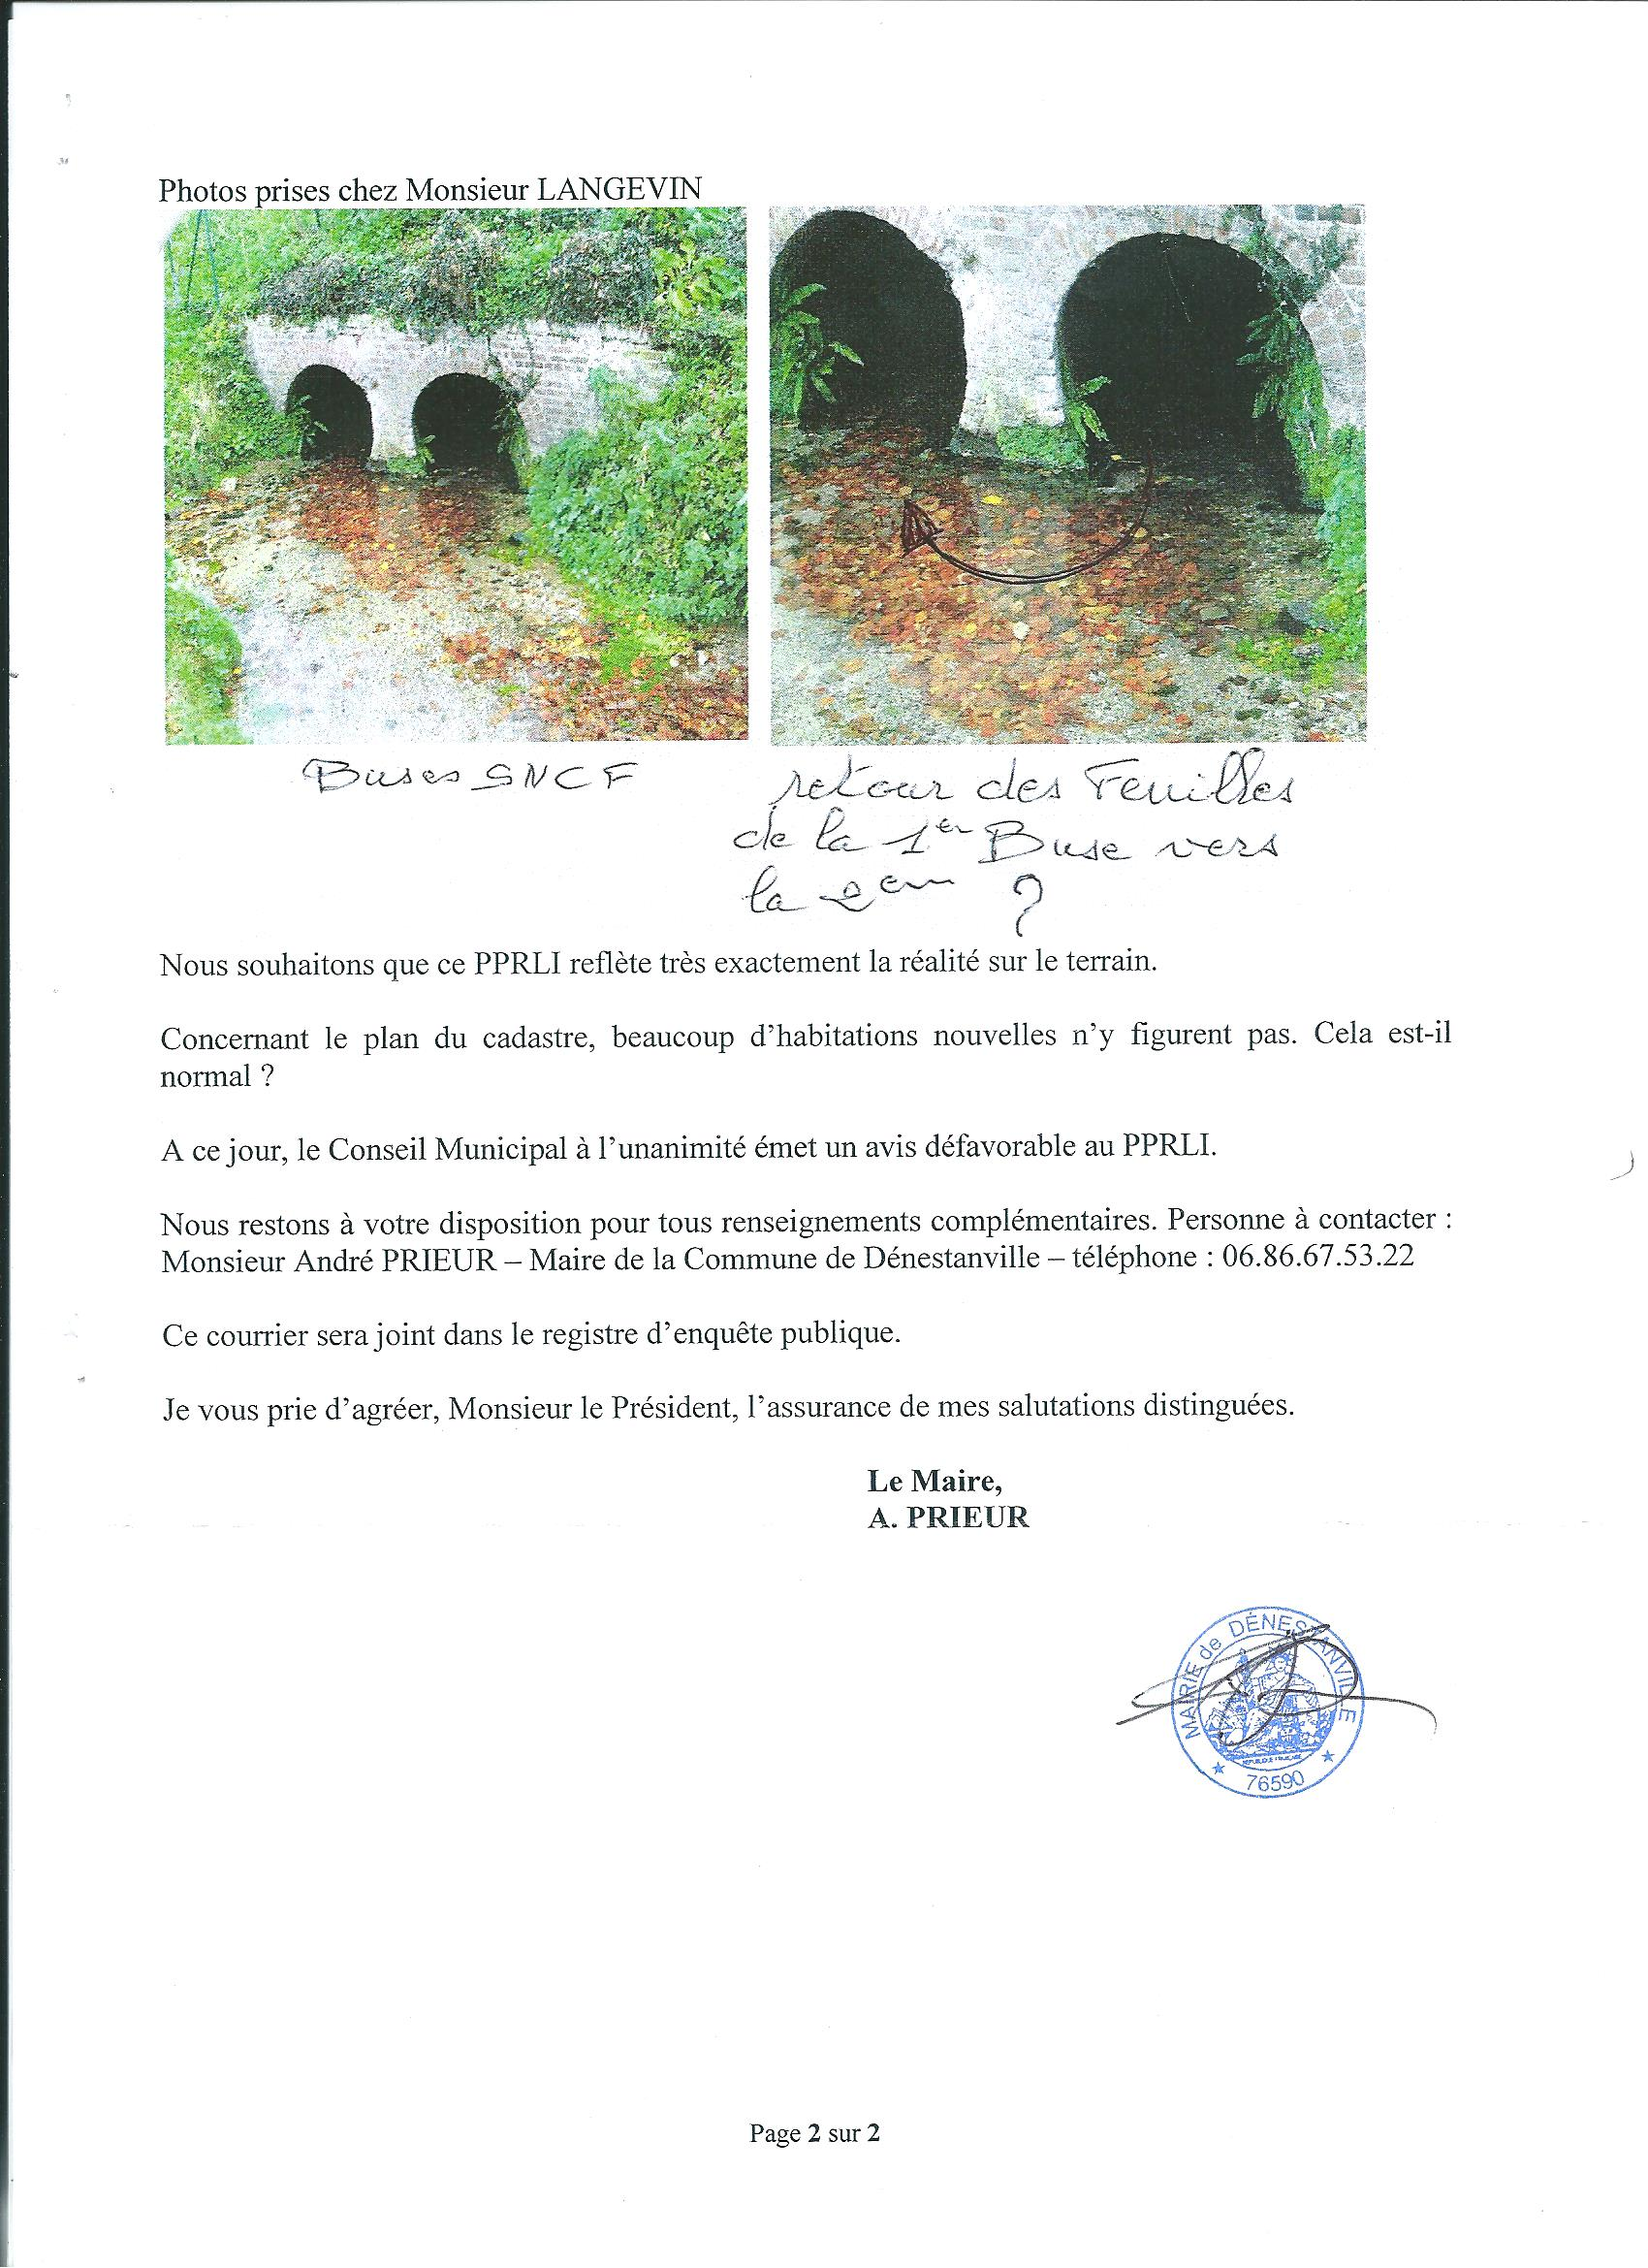 Photos prises chez Monsieur LANGEVIN
Buses SNCF
retour des Feuilles
de la 1er Buse vers
la 2em ?
Nous souhaitons que ce PPRLI reflète très exactement la réalité sur le terrain.
Concernant le plan du cadastre, beaucoup d’habitations nouvelles n’y figurent pas. Cela est-il
normal ?
A ce jour, le Conseil Municipal à l’unanimité émet un avis défavorable au PPRLI.
Nous restons à votre disposition pour tous renseignements complémentaires. Personne à contacter :
Monsieur André PRIEUR – Maire de la Commune de Dénestanville – téléphone : 06.86.67.53.22
Ce courrier sera joint dans le registre d’enquête publique.
Je vous prie d’agréer, Monsieur le Président, l’assurance de mes salutations distinguées.
Le Maire,
A. PRIEUR
MAIRIE de DÉNESTANVILLE
76590
Page 2 sur 2